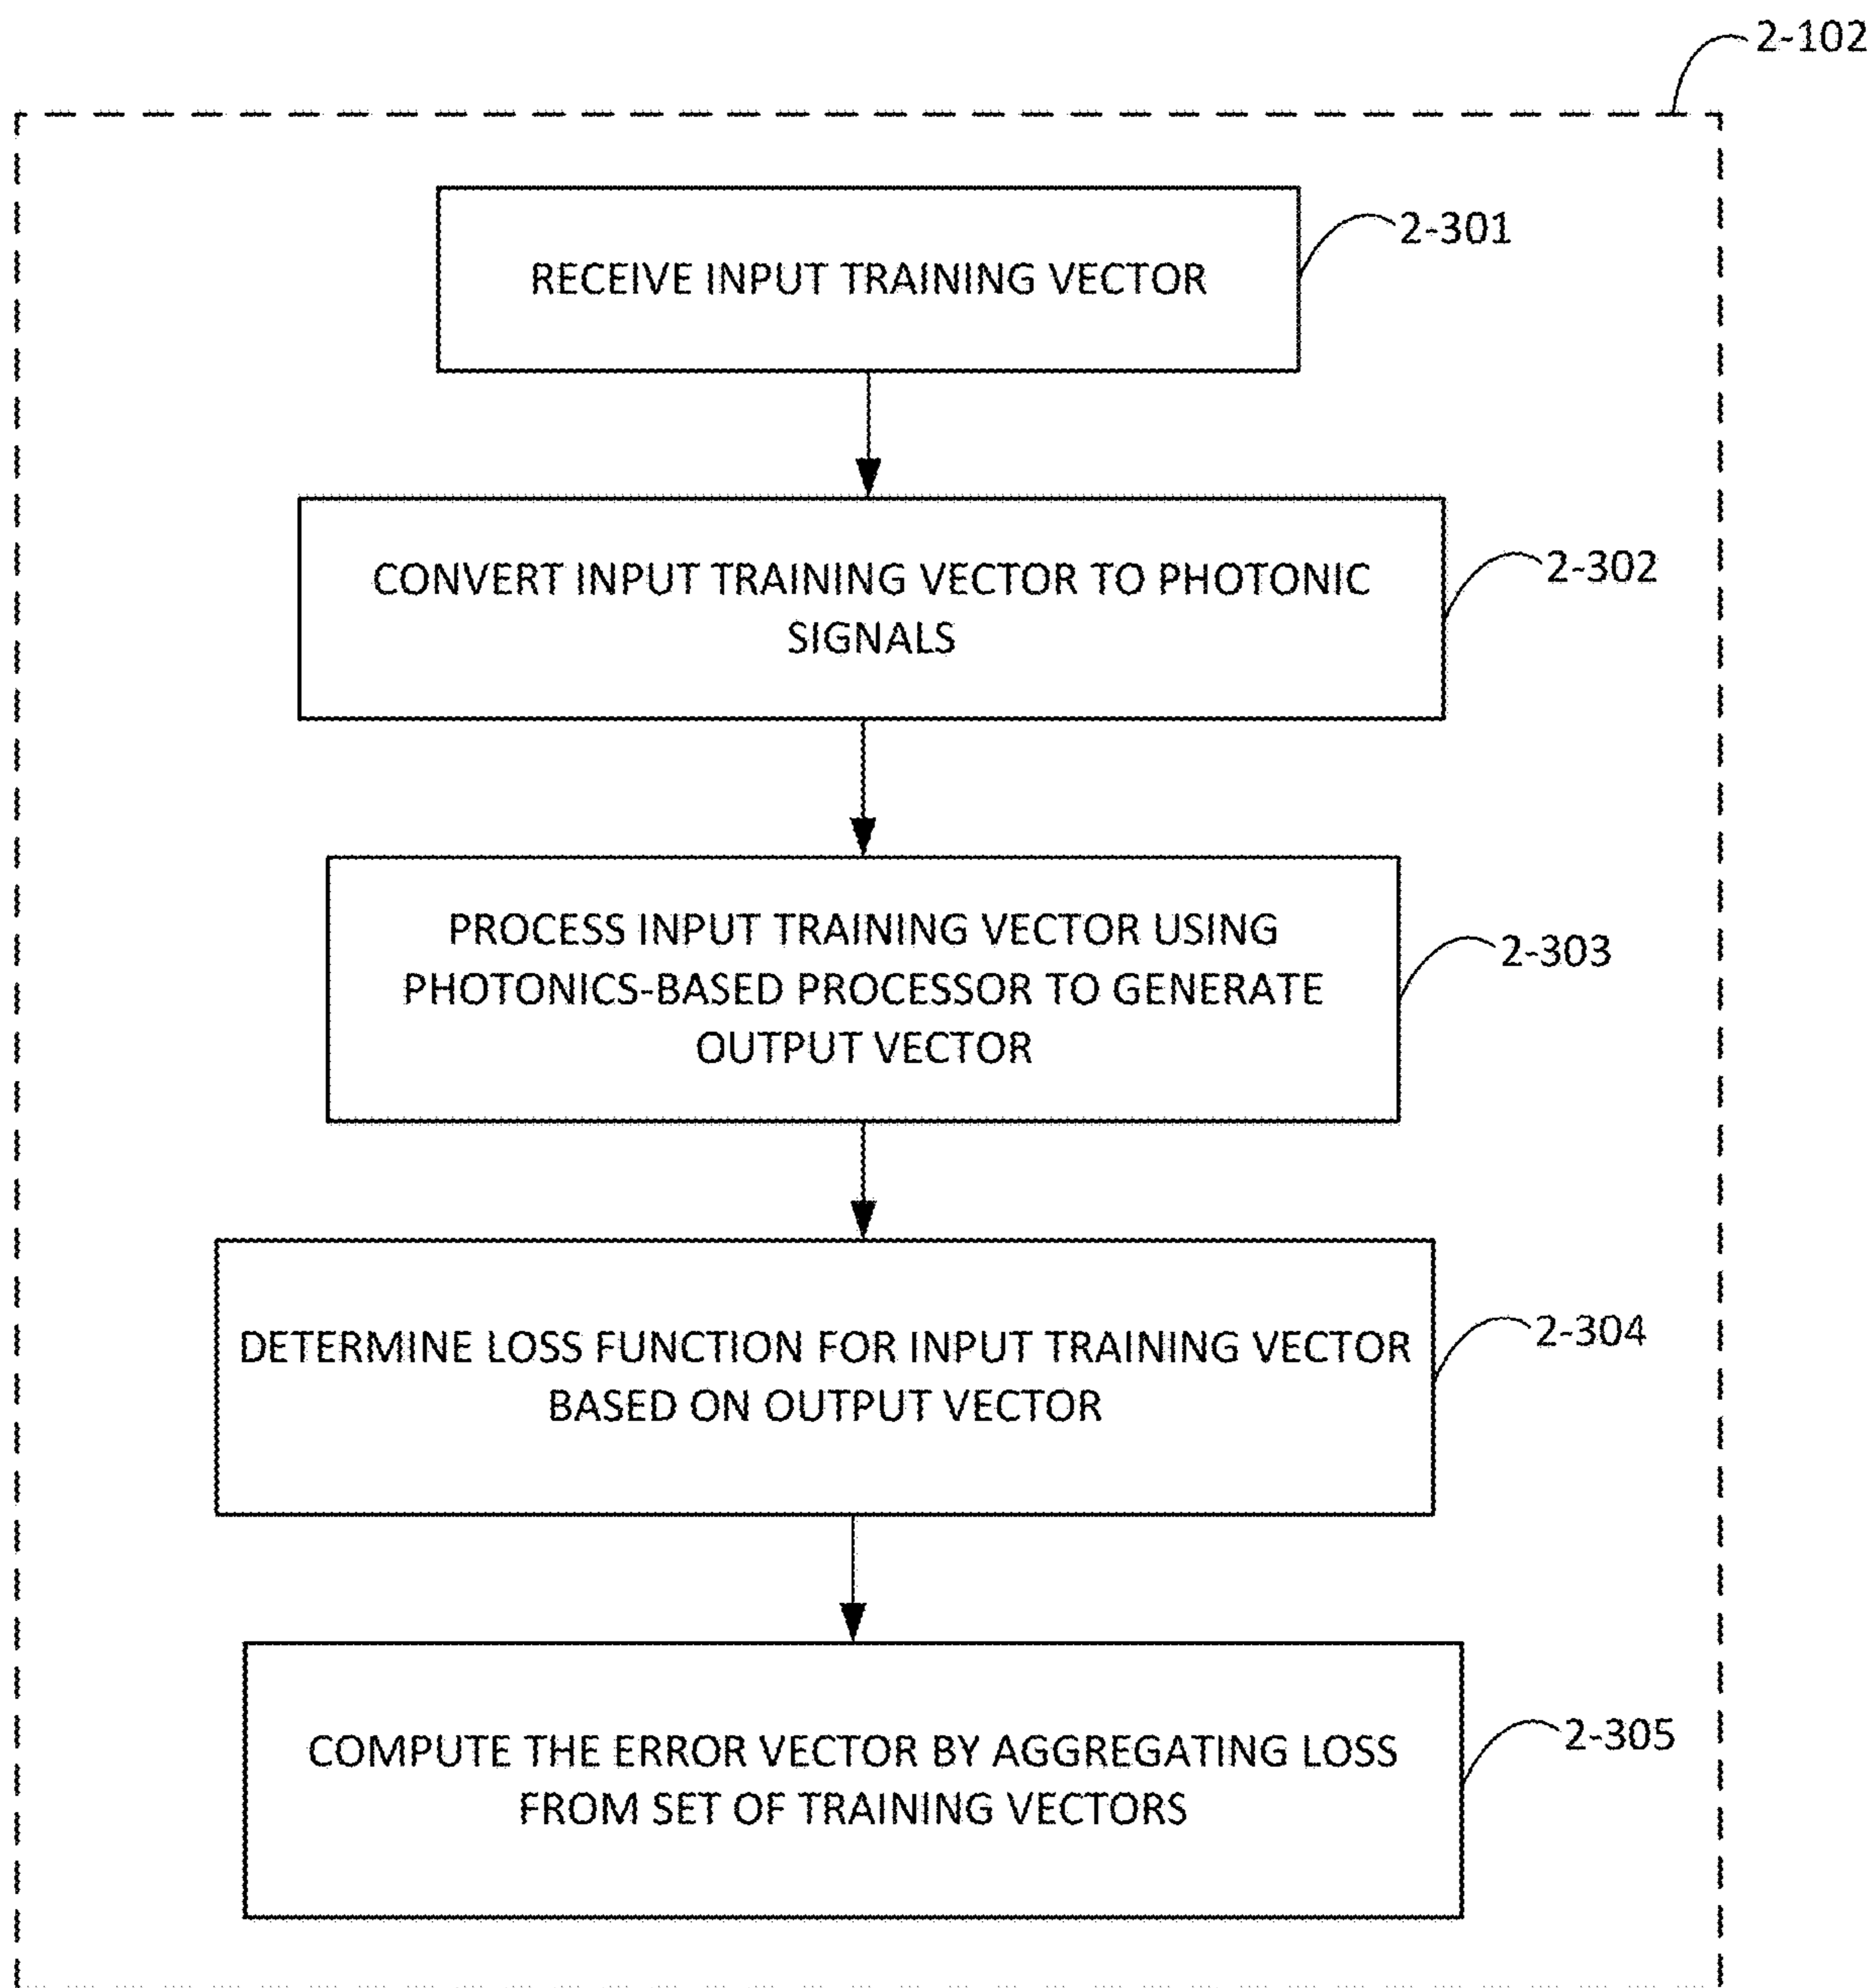 2-102
RECEIVE INPUT TRAINING VECTOR
2-301
CONVERT INPUT TRAINING VECTOR TO PHOTONIC
SIGNALS
2-302
PROCESS INPUT TRAINING VECTOR USING
PHOTONICS-BASED PROCESSOR TO GENERATE
OUTPUT VECTOR
2-303
DETERMINE LOSS FUNCTION FOR INPUT TRAINING VECTOR
BASED ON OUTPUT VECTOR
2-304
COMPUTE THE ERROR VECTOR BY AGGREGATING LOSS
FROM SET OF TRAINING VECTORS
2-305